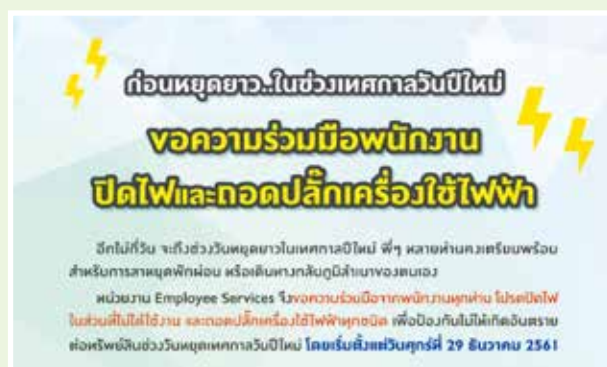 ก่อนหยุดยาว..ในช่วงเทศกาลวันปีใหม่
ขอความร่วมมือพนักงาน
ปิดไฟและถอดปลั๊กเครื่องใช้ไฟฟ้า
อีกไม่กี่วัน จะถึงช่วงวันหยุดยาวในเทศกาลปีใหม่ พี่ๆ หลายท่านคงเตรียมพร้อม
สำหรับการลาหยุดพักผ่อน หรือเดินทางกลับภูมิลำเนาของตนเอง
หน่วยงาน Employee Services จึงขอความร่วมมือจากพนักงานทุกท่าน โปรดปิดไฟ
ในส่วนที่ไม่ได้ใช้งาน และถอดปลั๊กเครื่องใช้ไฟฟ้าทุกชนิด เพื่อป้องกันไม่ให้เกิดอันตราย
ต่อทรัพย์สินช่วงวันหยุดเทศกาลวันปีใหม่ โดยเริ่มตั้งแต่วันศุกร์ที่ 29 ธันวาคม 2561